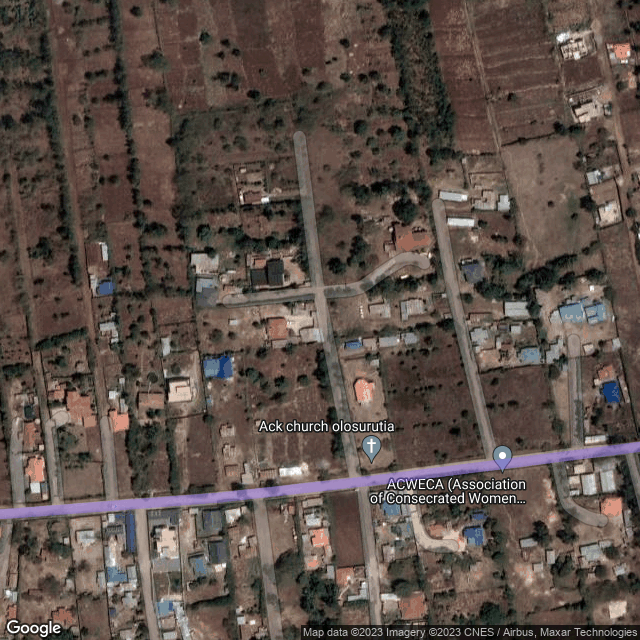 Ack church olosurutia
ACWECA (Association
of Consecrated Women...
Google
Map data ©2023 Imagery ©2023 CNES / Airbus, Maxar Technologies